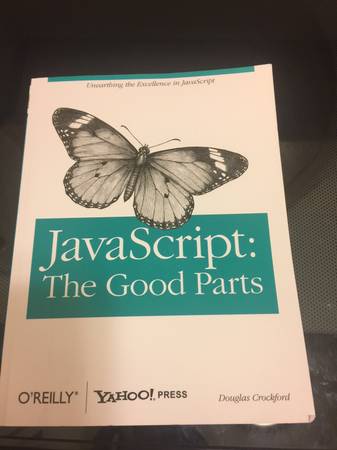 Unearthing the Excellence in JavaScript
JavaScript:
The Good Parts
O'REILLY® YAHOO! PRESS Douglas Crockford